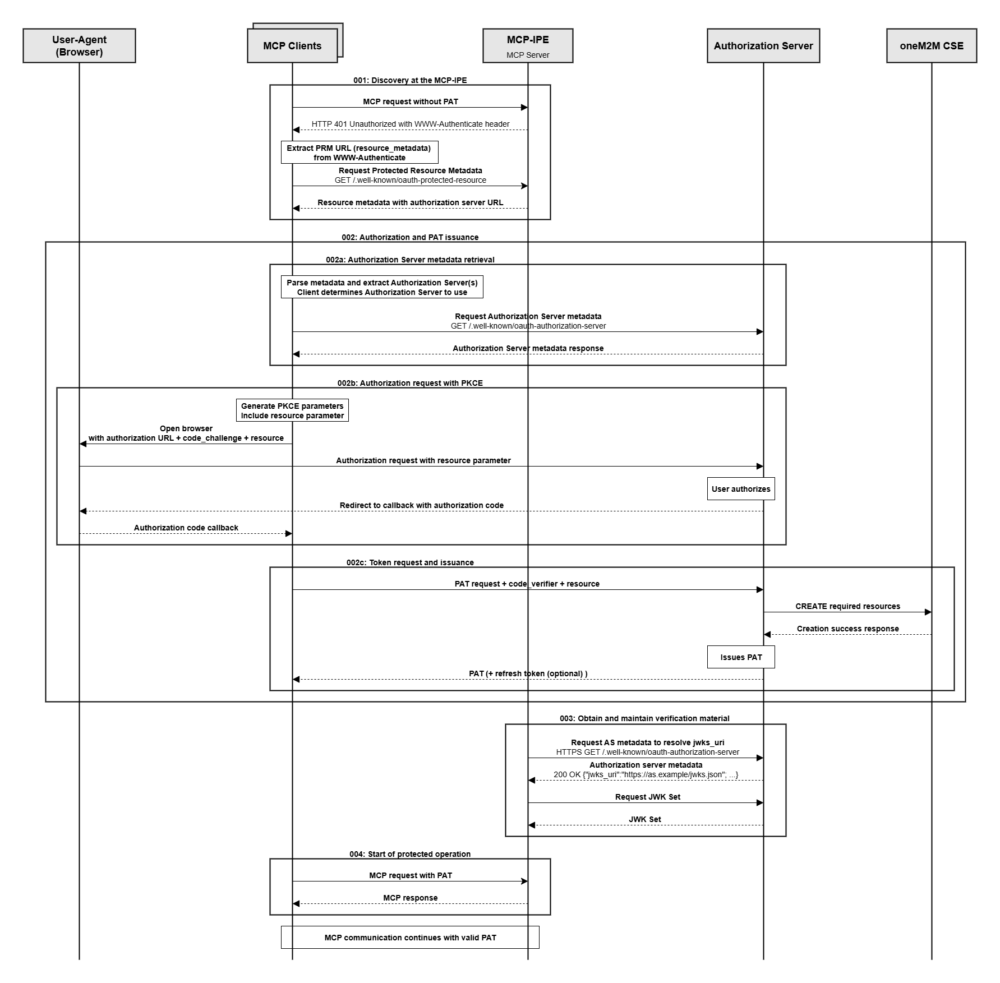 User-Agent
(Browser)
MCP Clients
MCP-IPE
MCP Server
Authorization Server
oneM2M CSE
001: Discovery at the MCP-IPE
MCP request without PAT
HTTP 401 Unauthorized with WWW-Authenticate header
Extract PRM URL (resource_metadata)
from WWW-Authenticate
Request Protected Resource Metadata
GET /.well-known/oauth-protected-resource
Resource metadata with authorization server URL
002: Authorization and PAT issuance
002a: Authorization Server metadata retrieval
Parse metadata and extract Authorization Server(s)
Client determines Authorization Server to use
Request Authorization Server metadata
GET /.well-known/oauth-authorization-server
Authorization Server metadata response
002b: Authorization request with PKCE
Generate PKCE parameters
Include resource parameter
Open browser
with authorization URL + code_challenge + resource
Authorization request with resource parameter
User authorizes
Redirect to callback with authorization code
Authorization code callback
002c: Token request and issuance
PAT request + code_verifier + resource
CREATE required resources
Creation success response
Issues PAT
PAT (+ refresh token (optional) )
003: Obtain and maintain verification material
Request AS metadata to resolve jwks_uri
HTTPS GET /.well-known/oauth-authorization-server
Authorization server metadata
200 OK {"jwks_uri":"https://as.example/jwks.json"; ...}
Request JWK Set
JWK Set
004: Start of protected operation
MCP request with PAT
MCP response
MCP communication continues with valid PAT